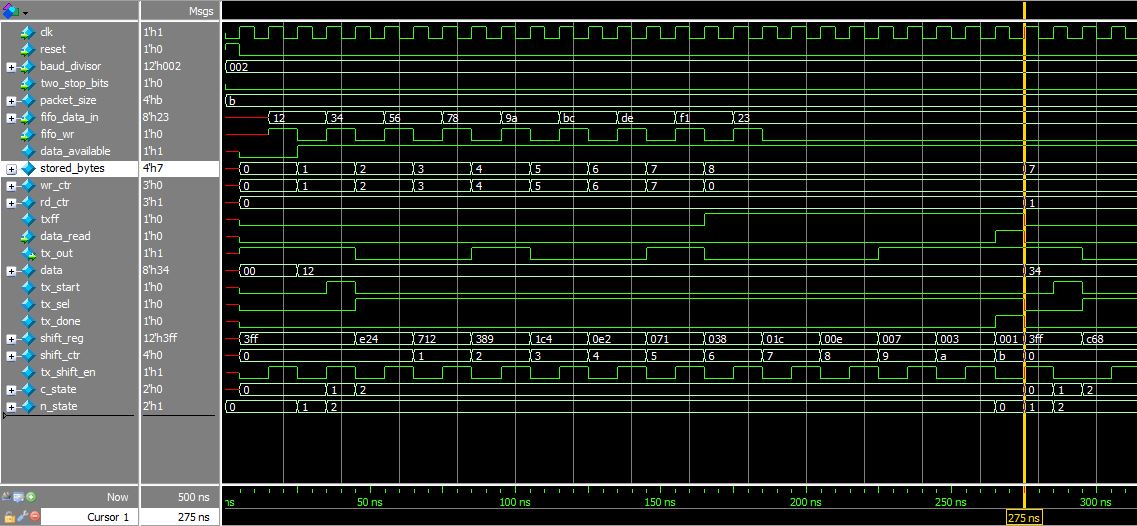 Msgs
clk 1'h1
reset 1'h0
baud_divisor 12'h002 002
two_stop_bits 1'h0
packet_size 4'hb b
fifo_data_in 8'h23 12 34 56 78 9a bc de f1 23
fifo_wr 1'h0
data_available 1'h1
stored_bytes 4'h7 0 1 2 3 4 5 6 7 8 7
wr_ctr 3'h0 0 1 2 3 4 5 6 7 0
rd_ctr 3'h1 0 1
txff 1'h0
data_read 1'h0
tx_out 1'h1
data 8'h34 00 12 34
tx_start 1'h0
tx_sel 1'h0
tx_done 1'h0
shift_reg 12'h3ff 3ff e24 712 389 1c4 0e2 071 038 01c 00e 007 003 001 3ff c68
shift_ctr 4'h0 0 1 2 3 4 5 6 7 8 9 a b 0
tx_shift_en 1'h1
c_state 2'h0 0 1 2 0 1 2
n_state 2'h1 0 1 2 0 1 2
Now 500 ns ns 50 ns 100 ns 150 ns 200 ns 250 ns 300 ns
Cursor 1 275 ns 275 ns